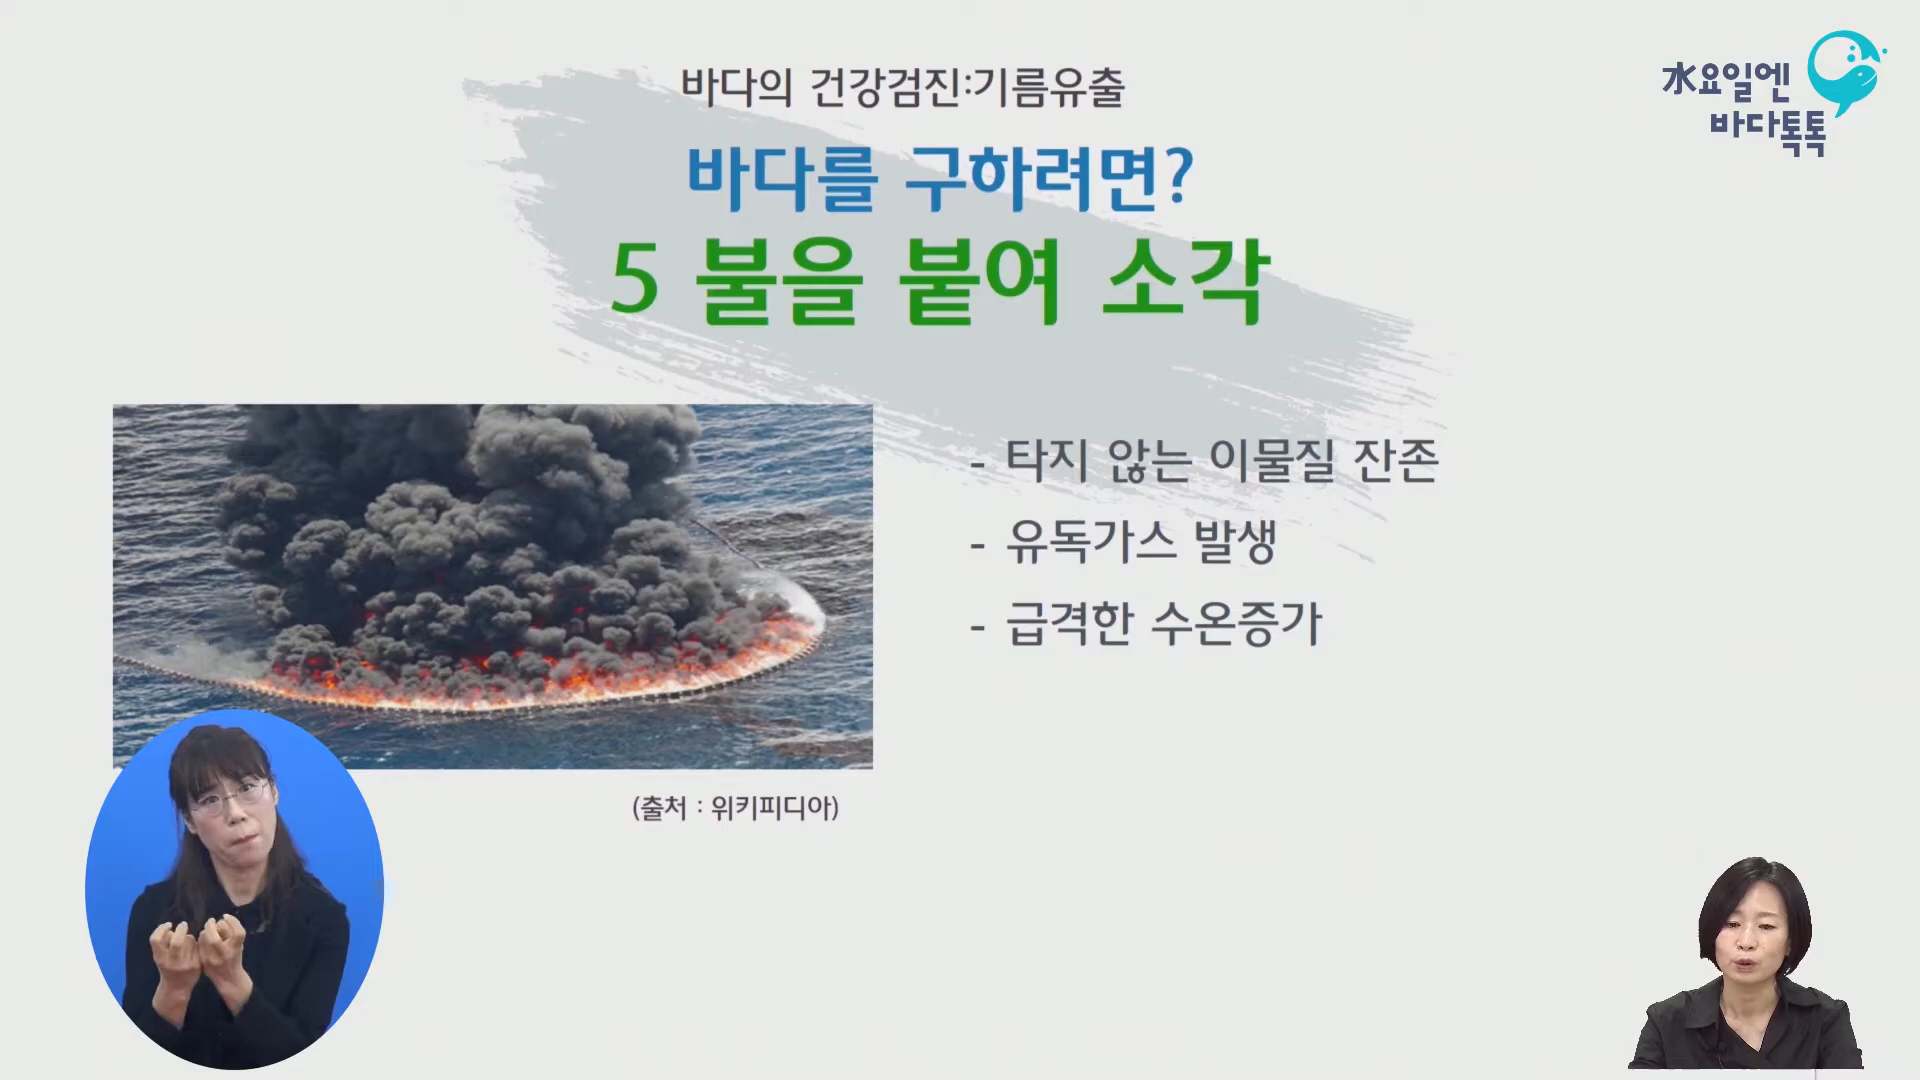 바다의 건강검진:기름유출
水요일엔
바다톡톡
바다를 구하려면?
5 불을 붙여 소각
- 타지 않는 이물질 잔존
- 유독가스 발생
- 급격한 수온증가
(출처 : 위키피디아)